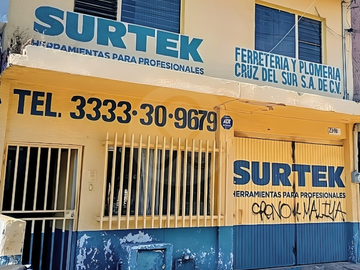 SURTEK
HERRAMIENTAS PARA PROFESIONALES
FERRETERIA Y PLOMERIA
CRUZ DEL SUR S.A. DE C.V.
TEL. 3333·30·9679
SURTEK
HERRAMIENTAS PARA PROFESIONALES